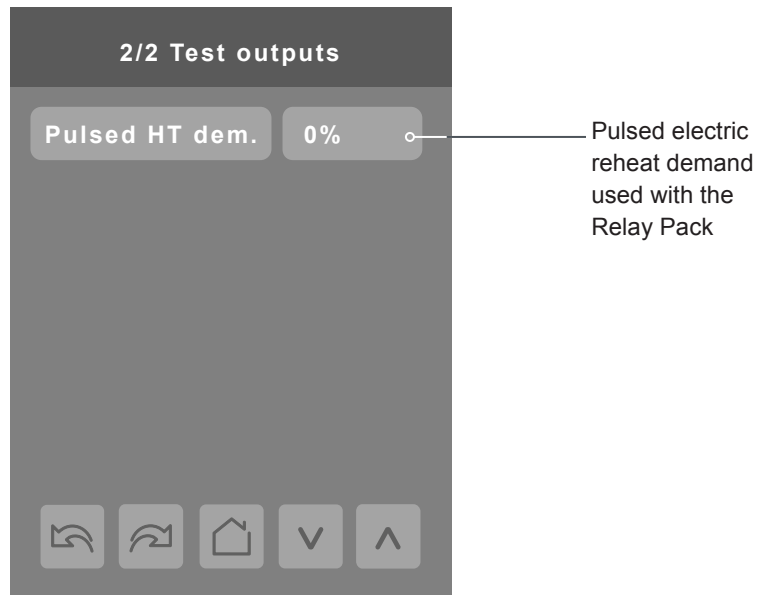 2/2 Test outputs
Pulsed HT dem.
0%
Pulsed electric
reheat demand
used with the
Relay Pack